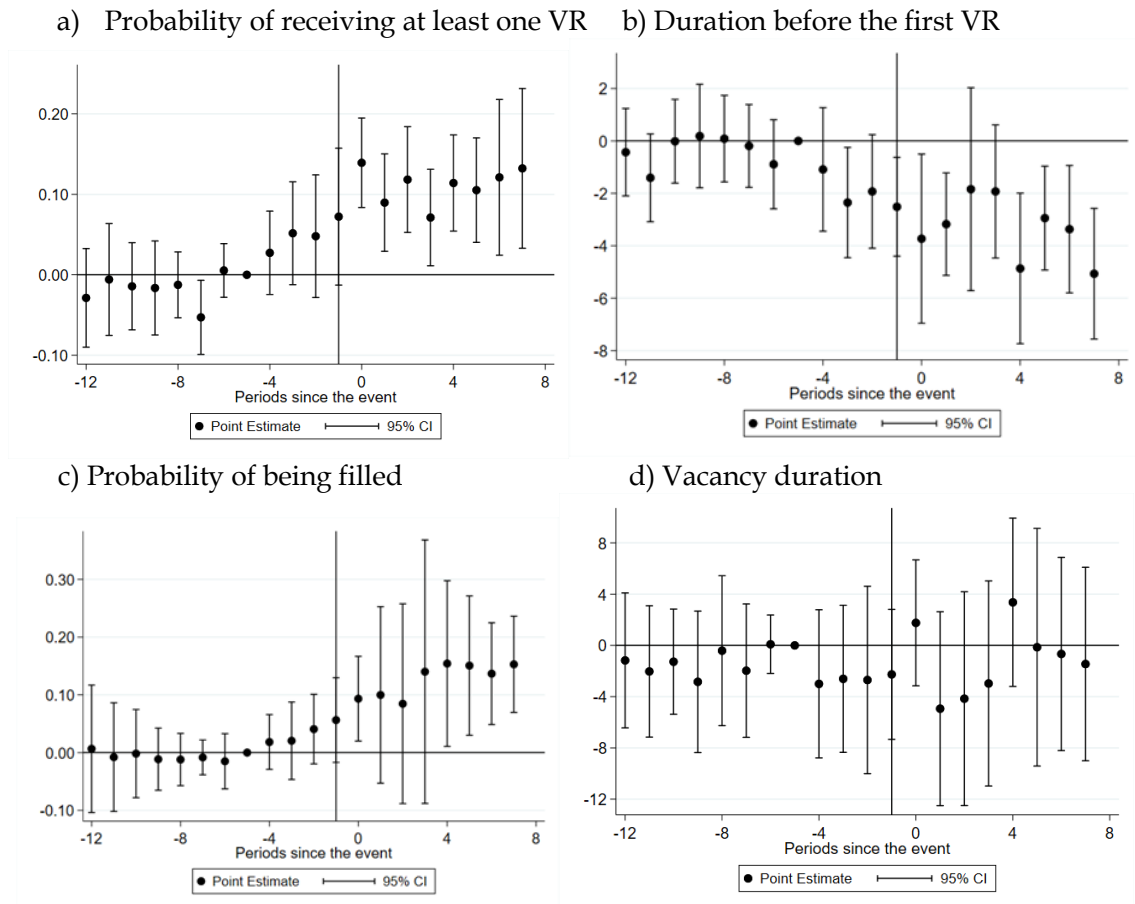 a) Probability of receiving at least one VR
b) Duration before the first VR
0.20
0.10
0.00
-0.10
-12 -8 -4 0 4 8
Periods since the event
Point Estimate 95% CI
2
0
-2
-4
-6
-8
-12 -8 -4 0 4 8
Periods since the event
Point Estimate 95% CI
c) Probability of being filled
d) Vacancy duration
0.30
0.20
0.10
0.00
-0.10
-12 -8 -4 0 4 8
Periods since the event
Point Estimate 95% CI
8
4
0
-4
-8
-12
-12 -8 -4 0 4 8
Periods since the event
Point Estimate 95% CI